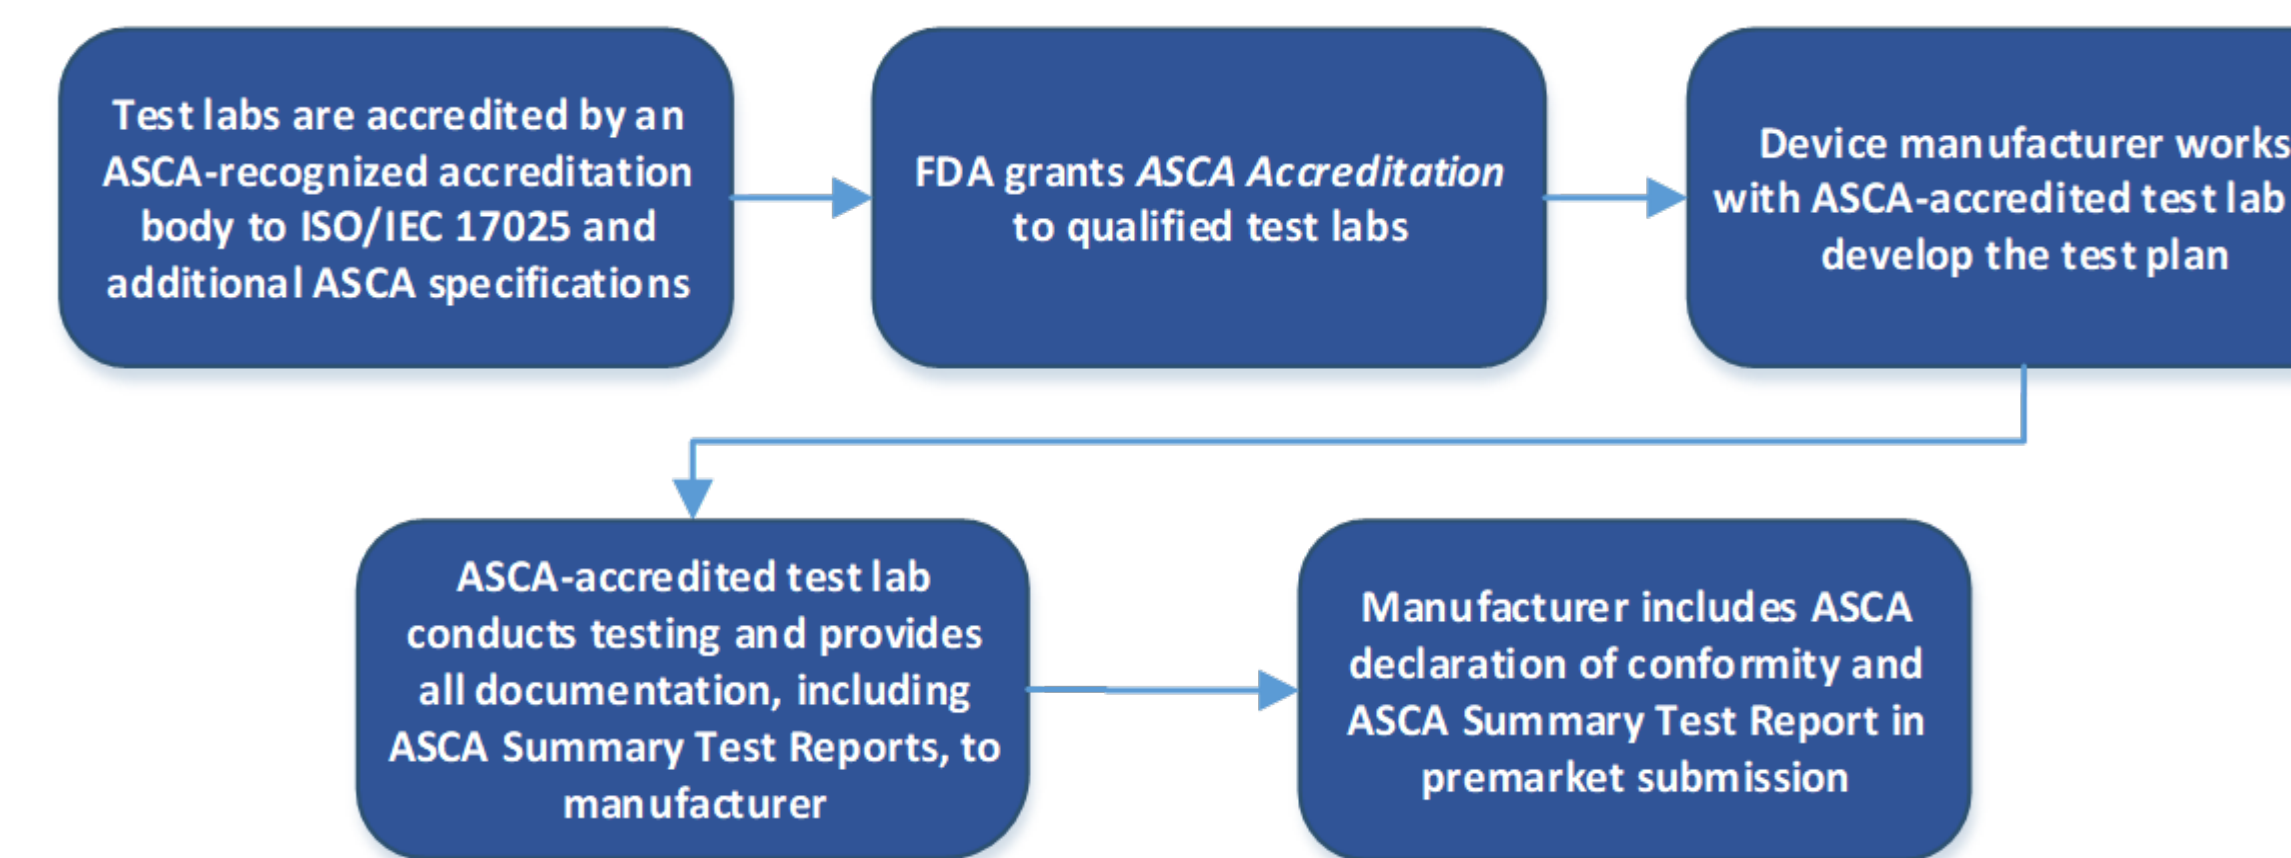 Test labs are accredited by an
ASCA-recognized accreditation
body to ISO/IEC 17025 and
additional ASCA specifications
FDA grants ASCA Accreditation
to qualified test labs
Device manufacturer works
with ASCA-accredited test lab
develop the test plan
ASCA-accredited test lab
conducts testing and provides
all documentation, including
ASCA Summary Test Reports, to
manufacturer
Manufacturer includes ASCA
declaration of conformity and
ASCA Summary Test Report in
premarket submission